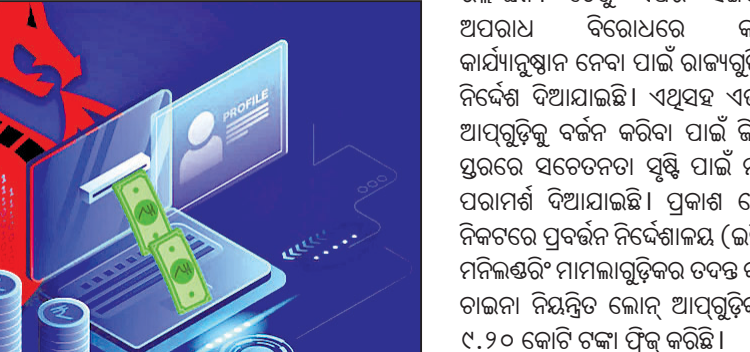 PROFILE
ଅପରାଧ ବିରୋଧରେ
କାର୍ଯ୍ୟାନୁଷ୍ଠାନ ନେବା ପାଇଁ
ନିର୍ଦ୍ଦେଶ ଦିଆଯାଇଛି। ଏଥିସହ
ଆପ୍‌ଗୁଡ଼ିକୁ ବର୍ଜନ କରିବା ପାଇଁ
ସ୍ତରରେ ସଚେତନତା ସୃଷ୍ଟି ପାଇଁ
ପରାମର୍ଶ ଦିଆଯାଇଛି। ପ୍ରକାଶ
ନିକଟରେ ପ୍ରବର୍ତ୍ତନ ନିର୍ଦ୍ଦେଶାଳୟ
ମନିଲଣ୍ଡରିଂ ମାମଲାଗୁଡ଼ିକର ତଦନ୍ତ
ଚାଇନା ନିୟନ୍ତ୍ରିତ ଲୋନ୍ ଆପ୍‌ଗୁଡ଼ିକ
୯.୨୦ କୋଟି ଟଙ୍କା ଫ୍ରିଜ୍ କରିଛି।